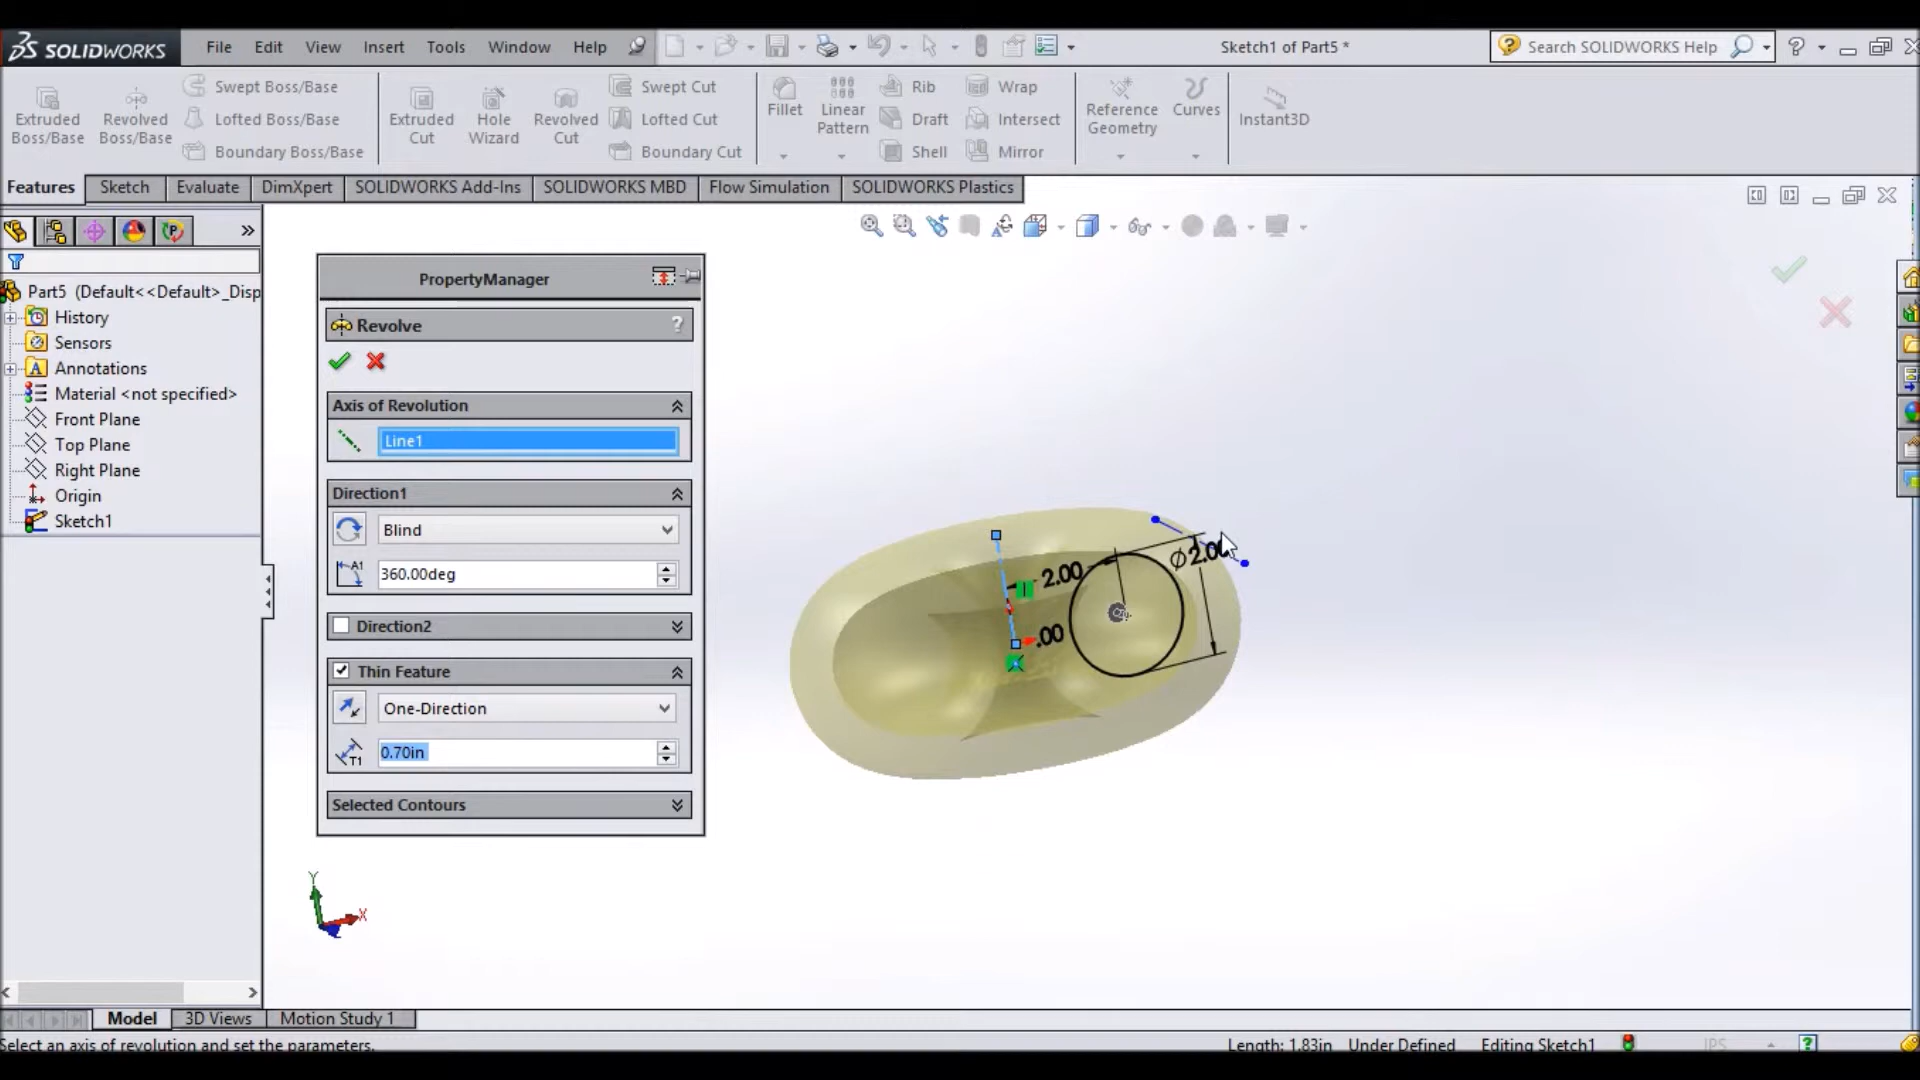 SOLIDWORKS File Edit View Insert Tools Window Help Sketch1 of Part5 * Search SOLIDWORKS Help
Extruded Boss/Base
Revolved Boss/Base
Swept Boss/Base
Lofted Boss/Base
Boundary Boss/Base
Extruded Cut
Hole Wizard
Revolved Cut
Swept Cut
Lofted Cut
Boundary Cut
Fillet
Linear Pattern
Rib
Draft
Shell
Wrap
Intersect
Mirror
Reference Geometry
Curves
Instant3D
Features Sketch Evaluate DimXpert SOLIDWORKS Add-Ins SOLIDWORKS MBD Flow Simulation SOLIDWORKS Plastics
Part5 (Default<<Default>_Disp
History
Sensors
Annotations
Material <not specified>
Front Plane
Top Plane
Right Plane
Origin
Sketch1
PropertyManager
Revolve ?
Axis of Revolution
Line1
Direction1
Blind
A1
360.00deg
Direction2
Thin Feature
One-Direction
T1
0.70in
Selected Contours
2.00
.00
Y
X
Model 3D Views Motion Study 1
Select an axis of revolution and set the parameters. Length: 1.83in Under Defined Editing Sketch1 IPS